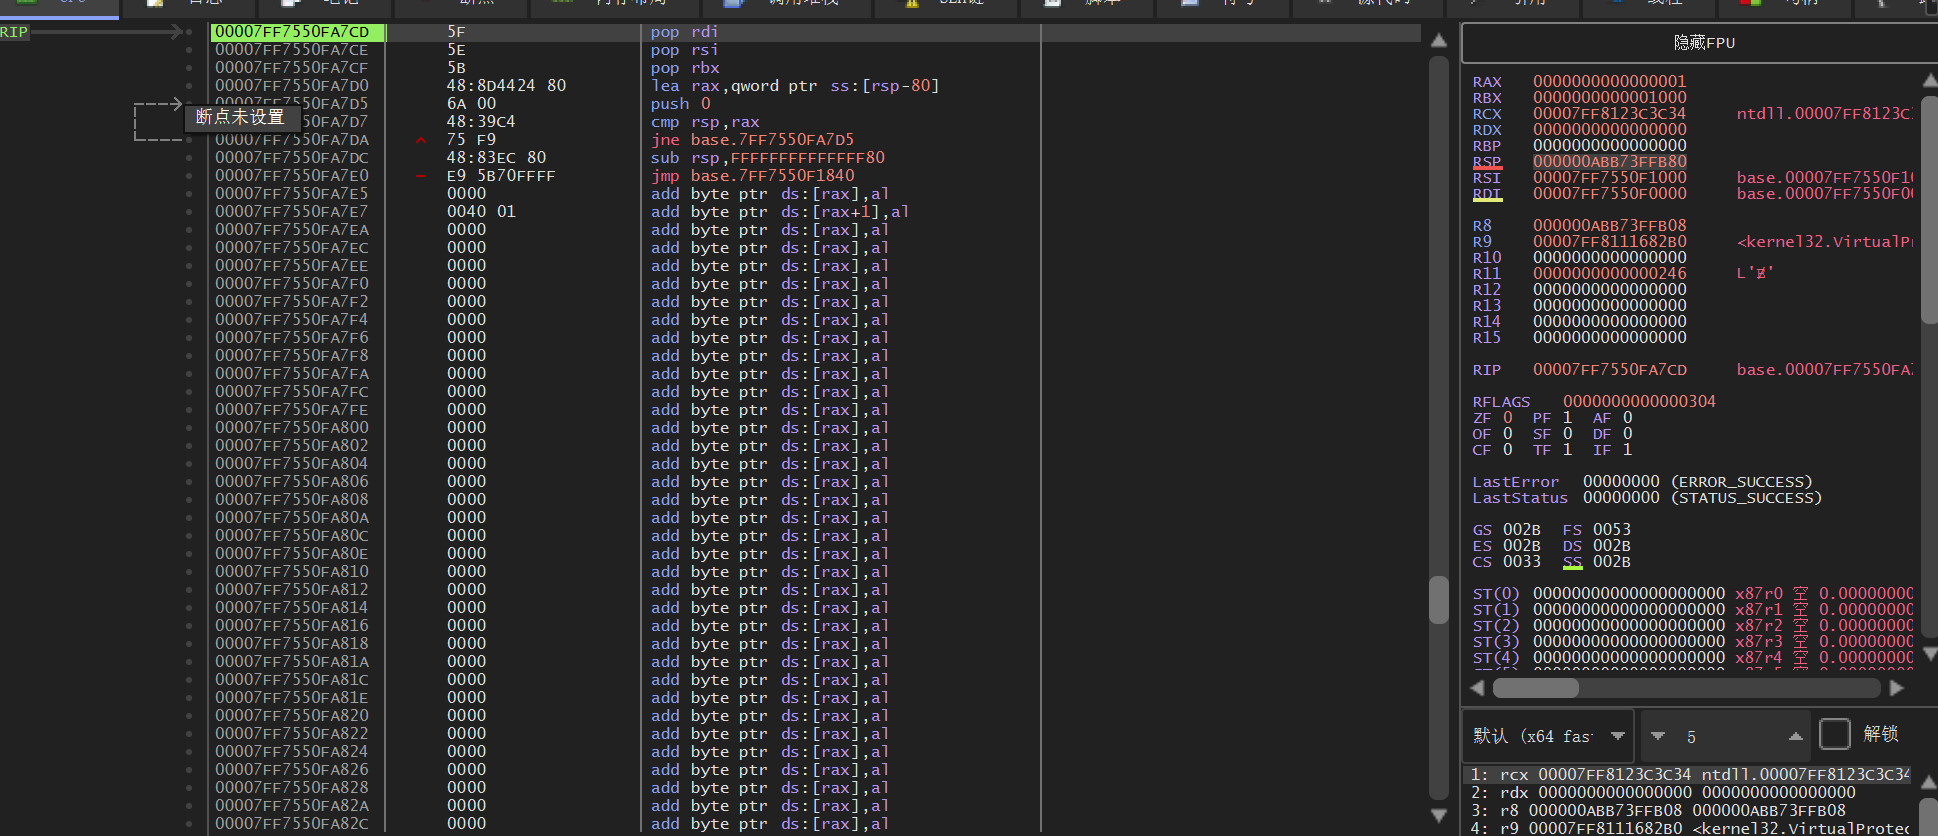 RIP
00007FF7550FA7CD 5F pop rdi
00007FF7550FA7CE 5E pop rsi
00007FF7550FA7CF 5B pop rbx
00007FF7550FA7D0 48:8D4424 80 lea rax,qword ptr ss:[rsp-80]
00007FF7550FA7D5 6A 00 push 0
断点未设置
00007FF7550FA7D7 48:39C4 cmp rsp,rax
00007FF7550FA7DA 75 F9 jne base.7FF7550FA7D5
00007FF7550FA7DC 48:83EC 80 sub rsp,FFFFFFFFFFFFFF80
00007FF7550FA7E0 E9 5B70FFFF jmp base.7FF7550F1840
00007FF7550FA7E5 0000 add byte ptr ds:[rax],al
00007FF7550FA7E7 0040 01 add byte ptr ds:[rax+1],al
00007FF7550FA7EA 0000 add byte ptr ds:[rax],al
00007FF7550FA7EC 0000 add byte ptr ds:[rax],al
00007FF7550FA7EE 0000 add byte ptr ds:[rax],al
00007FF7550FA7F0 0000 add byte ptr ds:[rax],al
00007FF7550FA7F2 0000 add byte ptr ds:[rax],al
00007FF7550FA7F4 0000 add byte ptr ds:[rax],al
00007FF7550FA7F6 0000 add byte ptr ds:[rax],al
00007FF7550FA7F8 0000 add byte ptr ds:[rax],al
00007FF7550FA7FA 0000 add byte ptr ds:[rax],al
00007FF7550FA7FC 0000 add byte ptr ds:[rax],al
00007FF7550FA7FE 0000 add byte ptr ds:[rax],al
00007FF7550FA800 0000 add byte ptr ds:[rax],al
00007FF7550FA802 0000 add byte ptr ds:[rax],al
00007FF7550FA804 0000 add byte ptr ds:[rax],al
00007FF7550FA806 0000 add byte ptr ds:[rax],al
00007FF7550FA808 0000 add byte ptr ds:[rax],al
00007FF7550FA80A 0000 add byte ptr ds:[rax],al
00007FF7550FA80C 0000 add byte ptr ds:[rax],al
00007FF7550FA80E 0000 add byte ptr ds:[rax],al
00007FF7550FA810 0000 add byte ptr ds:[rax],al
00007FF7550FA812 0000 add byte ptr ds:[rax],al
00007FF7550FA814 0000 add byte ptr ds:[rax],al
00007FF7550FA816 0000 add byte ptr ds:[rax],al
00007FF7550FA818 0000 add byte ptr ds:[rax],al
00007FF7550FA81A 0000 add byte ptr ds:[rax],al
00007FF7550FA81C 0000 add byte ptr ds:[rax],al
00007FF7550FA81E 0000 add byte ptr ds:[rax],al
00007FF7550FA820 0000 add byte ptr ds:[rax],al
00007FF7550FA822 0000 add byte ptr ds:[rax],al
00007FF7550FA824 0000 add byte ptr ds:[rax],al
00007FF7550FA826 0000 add byte ptr ds:[rax],al
00007FF7550FA828 0000 add byte ptr ds:[rax],al
00007FF7550FA82A 0000 add byte ptr ds:[rax],al
00007FF7550FA82C 0000 add byte ptr ds:[rax],al
隐藏FPU
RAX 0000000000000001
RBX 0000000000001000
RCX 00007FF8123C3C34 ntdll.00007FF8123C
RDX 0000000000000000
RBP 0000000000000000
RSP 000000ABB73FFB80
RSI 00007FF7550F1000 base.00007FF7550F1
RDI 00007FF7550F0000 base.00007FF7550F0
R8 000000ABB73FFB08
R9 00007FF8111682B0 <kernel32.VirtualP
R10 0000000000000000
R11 0000000000000246 L'Ɇ'
R12 0000000000000000
R13 0000000000000000
R14 0000000000000000
R15 0000000000000000
RIP 00007FF7550FA7CD base.00007FF7550FA
RFLAGS 0000000000000304
ZF 0 PF 1 AF 0
OF 0 SF 0 DF 0
CF 0 TF 1 IF 1
LastError 00000000 (ERROR_SUCCESS)
LastStatus 00000000 (STATUS_SUCCESS)
GS 002B FS 0053
ES 002B DS 002B
CS 0033 SS 002B
ST(0) 00000000000000000000 x87r0 空 0.00000000
ST(1) 00000000000000000000 x87r1 空 0.00000000
ST(2) 00000000000000000000 x87r2 空 0.00000000
ST(3) 00000000000000000000 x87r3 空 0.00000000
ST(4) 00000000000000000000 x87r4 空 0.00000000
默认 (x64 fas 5 解锁
1: rcx 00007FF8123C3C34 ntdll.00007FF8123C3C34
2: rdx 0000000000000000 0000000000000000
3: r8 000000ABB73FFB08 000000ABB73FFB08
4: r9 00007FF8111682B0 <kernel32.VirtualProtec